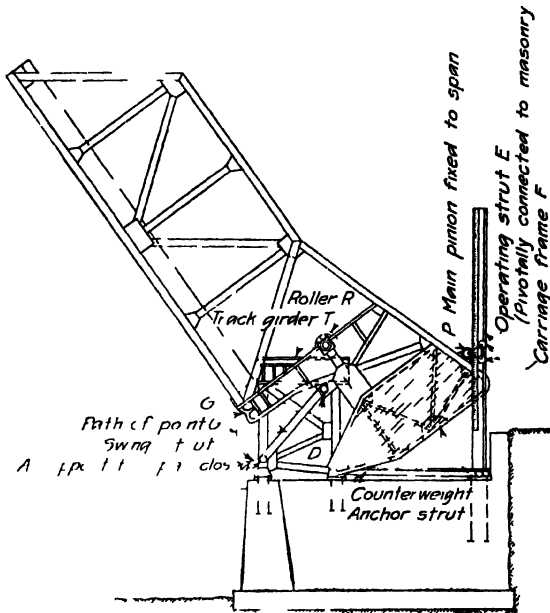 P Main pinion fixed to span
Operating strut E
(Pivotally connected to masonry
Carriage frame F
Roller R
Track girder T
G
Path of point G
Swing
A
D
Counterweight
Anchor strut